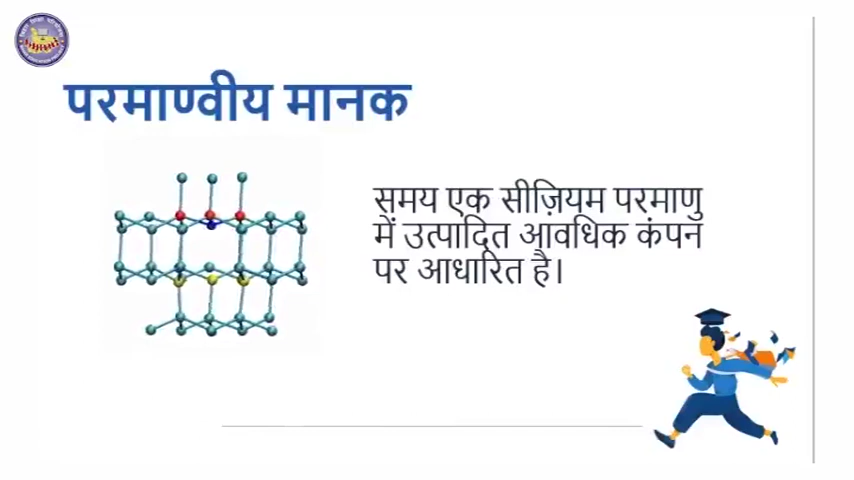 परमाण्वीय मानक
समय एक सीज़ियम परमाणु
में उत्पादित आवधिक कंपन
पर आधारित है।